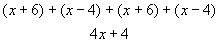 (x + 6) + (x − 4) + (x + 6) + (x − 4)
4x + 4